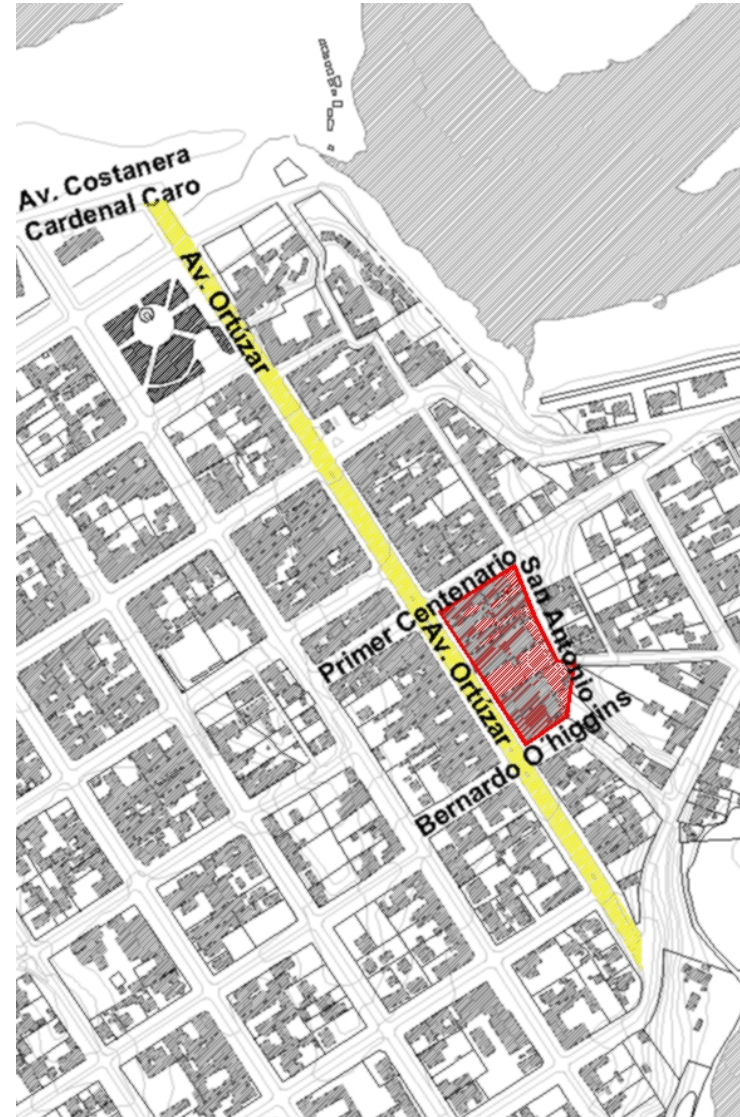 Av. Costanera
Cardenal Caro
Av. Ortúzar
Primer Centenario
San Antonio
Av. Ortúzar
Bernardo O'higgins